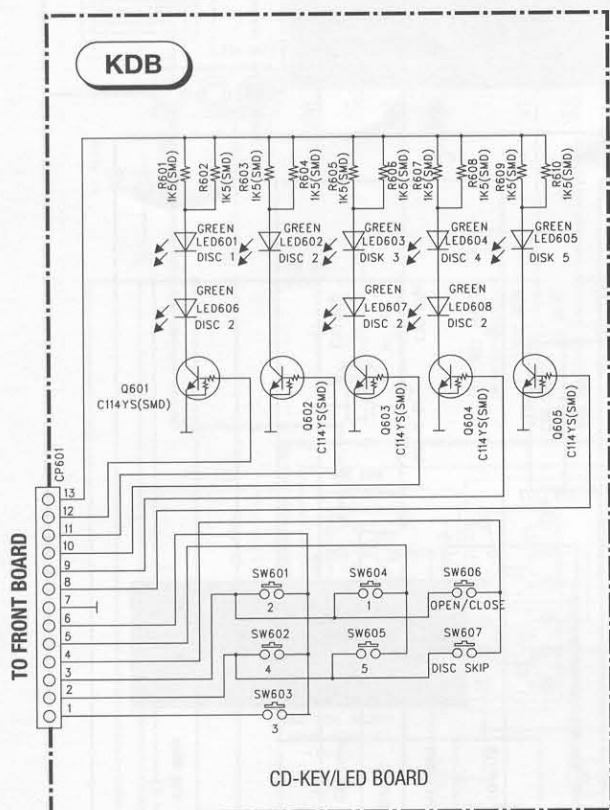 KDB
R601
1K5(SMD)
R602
R603
1K5(SMD)
R604
1K5(SMD)
R605
1K5(SMD)
R606
1K5(SMD)
R607
1K5(SMD)
R608
1K5(SMD)
R609
1K5(SMD)
R610
1K5(SMD)
GREEN
LED601
DISC 1
GREEN
LED602
DISC 2
GREEN
LED603
DISK 3
GREEN
LED604
DISC 4
GREEN
LED605
DISK 5
GREEN
LED606
DISC 2
GREEN
LED607
DISC 2
GREEN
LED608
DISC 2
Q601
C114YS(SMD)
Q602
C114YS(SMD)
Q603
C114YS(SMD)
Q604
C114YS(SMD)
Q605
C114YS(SMD)
CP601
TO FRONT BOARD
13
12
11
10
9
8
7
6
5
4
3
2
1
SW601
2
SW604
1
SW606
OPEN/CLOSE
SW602
4
SW605
5
SW607
DISC SKIP
SW603
3
CD-KEY/LED BOARD